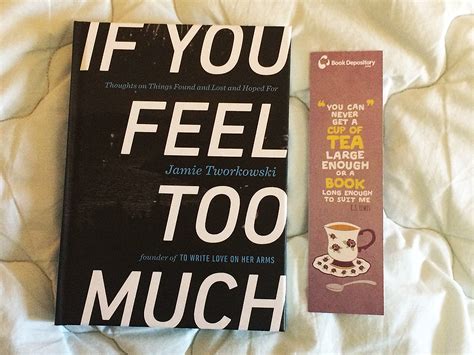 IF YOU
Thoughts on Things Found and Lost and Hoped For
FEEL
Jamie Tworkowski
TOO
founder of TO WRITE LOVE ON HER ARMS
MUCH
Book Depository
"YOU CAN
NEVER
GET A
CUP OF
TEA
LARGE
ENOUGH
OR A
BOOK
LONG ENOUGH
TO SUIT ME"
C.S. LEWIS